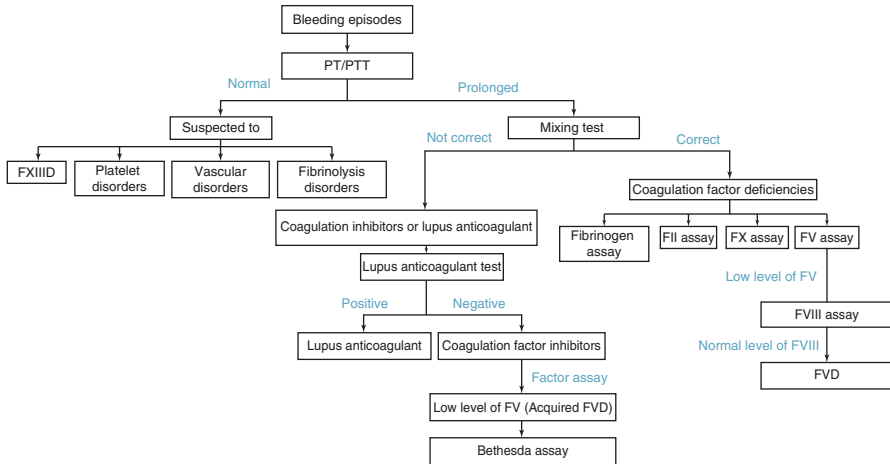 Bleeding episodes
PT/PTT
Normal
Prolonged
Suspected to
Mixing test
Not correct
Correct
FXIIID
Platelet
disorders
Vascular
disorders
Fibrinolysis
disorders
Coagulation factor deficiencies
Coagulation inhibitors or lupus anticoagulant
Fibrinogen
assay
FII assay
FX assay
FV assay
Lupus anticoagulant test
Low level of FV
Positive
Negative
FVIII assay
Lupus anticoagulant
Coagulation factor inhibitors
Normal level of FVIII
Factor assay
FVD
Low level of FV (Acquired FVD)
Bethesda assay